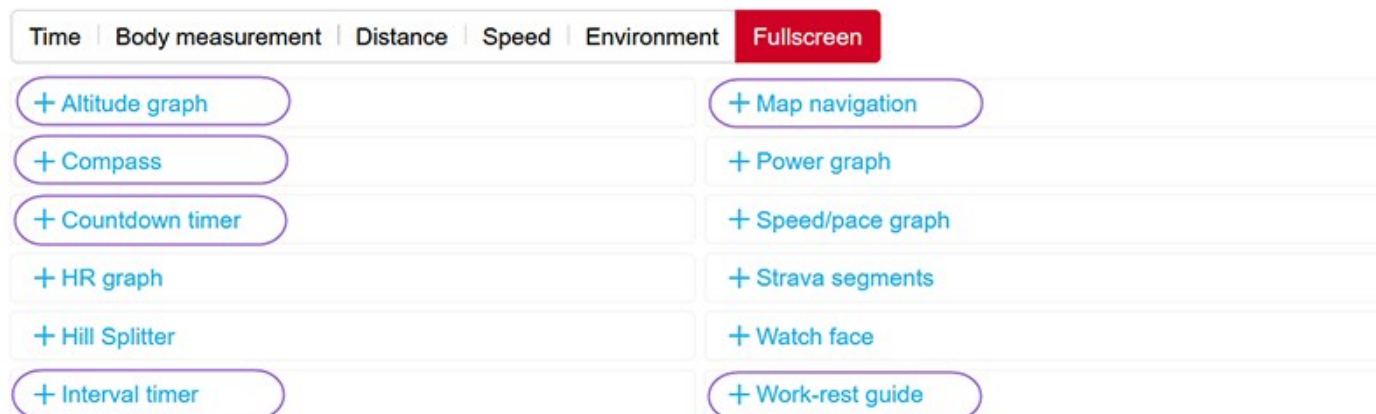 Time Body measurement Distance Speed Environment Fullscreen
+ Altitude graph
+ Compass
+ Countdown timer
+ HR graph
+ Hill Splitter
+ Interval timer
+ Map navigation
+ Power graph
+ Speed/pace graph
+ Strava segments
+ Watch face
+ Work-rest guide